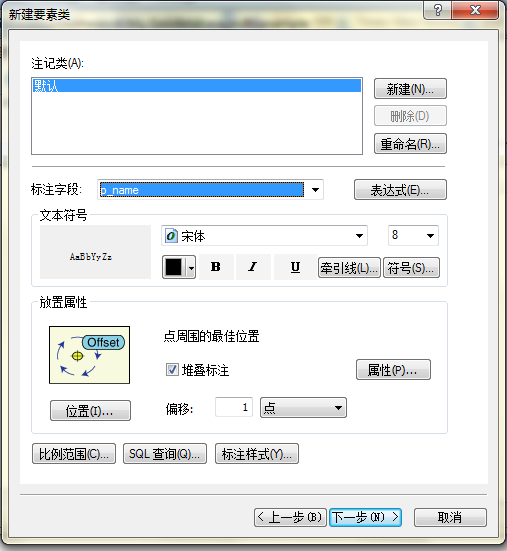 新建要素类
注记类(A):
默认
新建(N)...
删除(D)
重命名(R)...
标注字段: p_name 表达式(E)...
文本符号
AaBbYyZz
宋体 8
B I U 牵引线(L)... 符号(S)...
放置属性
Offset
点周围的最佳位置
堆叠标注 属性(P)...
位置(I)... 偏移: 1 点
比例范围(C)... SQL 查询(Q)... 标注样式(Y)...
< 上一步(B) 下一步(N) > 取消